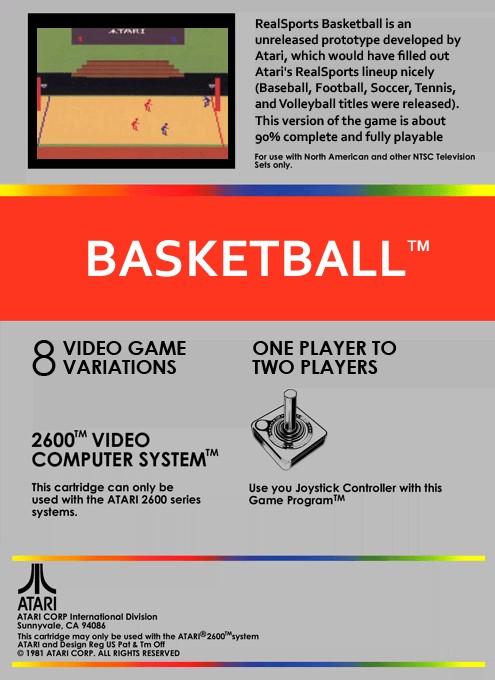 ATARI
RealSports Basketball is an
unreleased prototype developed by
Atari, which would have filled out
Atari's RealSports lineup nicely
(Baseball, Football, Soccer, Tennis,
and Volleyball titles were released).
This version of the game is about
90% complete and fully playable
For use with North American and other NTSC Television
Sets only.
BASKETBALL™
8 VIDEO GAME
VARIATIONS
ONE PLAYER TO
TWO PLAYERS
2600™ VIDEO
COMPUTER SYSTEM™
This cartridge can only be
used with the ATARI 2600 series
systems.
Use you Joystick Controller with this
Game Program™
ATARI
ATARI CORP International Division
Sunnyvale, CA 94086
This cartridge may only be used with the ATARI®2600™system
ATARI and Design Reg US Pat & Tm Off
© 1981 ATARI CORP. ALL RIGHTS RESERVED